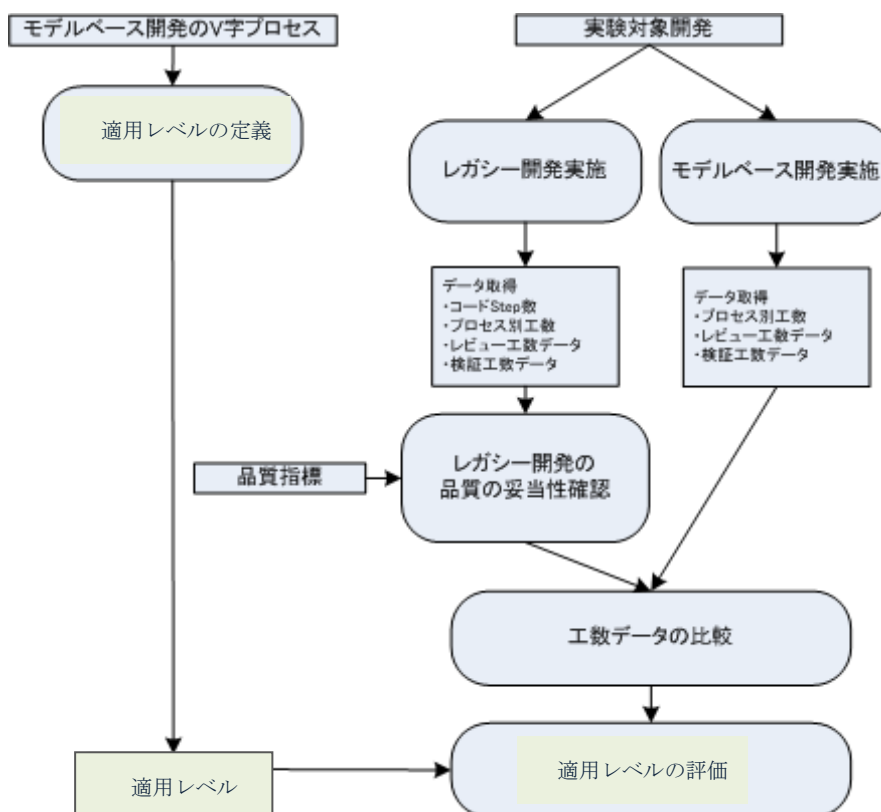 モデルベース開発のV字プロセス
実験対象開発
適用レベルの定義
レガシー開発実施
モデルベース開発実施
データ取得
・コードStep数
・プロセス別工数
・レビュー工数データ
・検証工数データ
データ取得
・プロセス別工数
・レビュー工数データ
・検証工数データ
品質指標
レガシー開発の
品質の妥当性確認
工数データの比較
適用レベル
適用レベルの評価